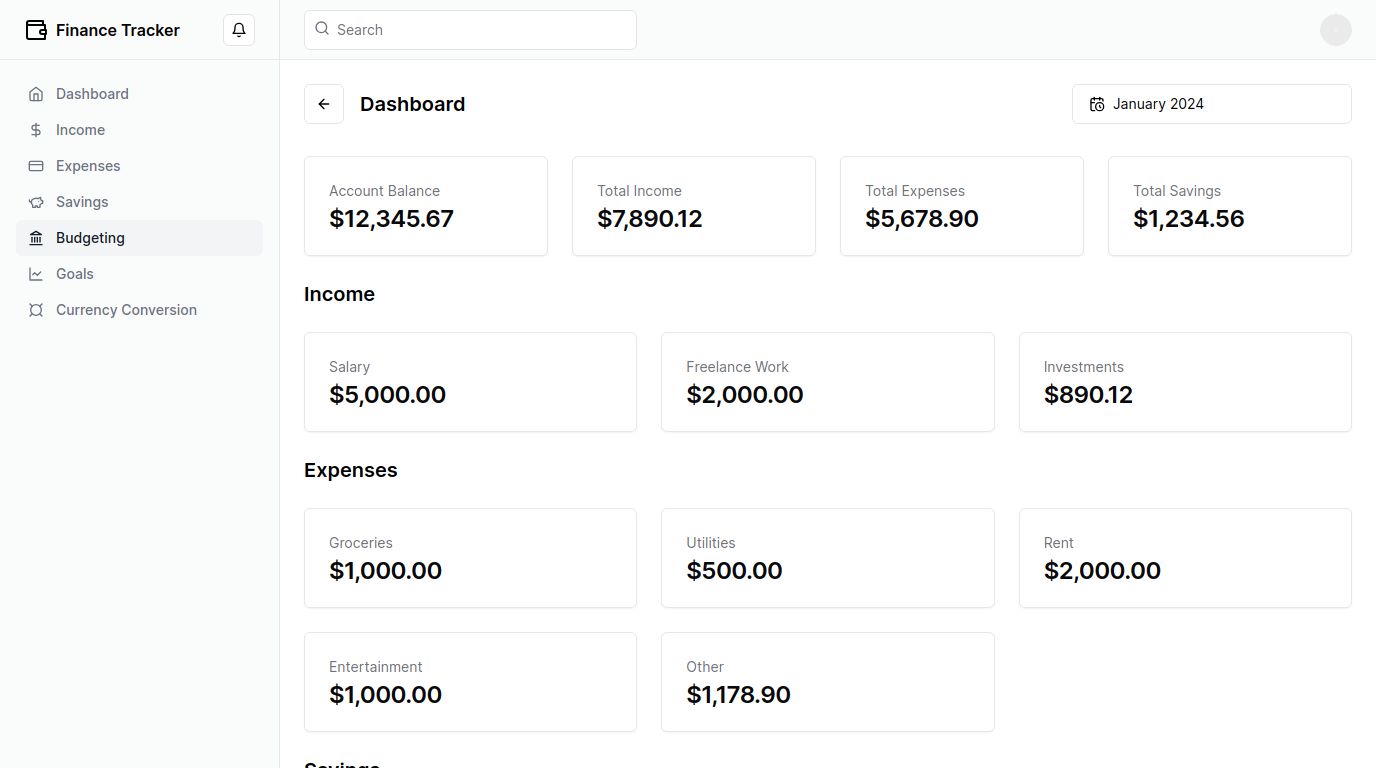 Finance Tracker
Search
Dashboard
Income
Expenses
Savings
Budgeting
Goals
Currency Conversion
Dashboard
January 2024
Account Balance
$12,345.67
Total Income
$7,890.12
Total Expenses
$5,678.90
Total Savings
$1,234.56
Income
Salary
$5,000.00
Freelance Work
$2,000.00
Investments
$890.12
Expenses
Groceries
$1,000.00
Utilities
$500.00
Rent
$2,000.00
Entertainment
$1,000.00
Other
$1,178.90
Savings